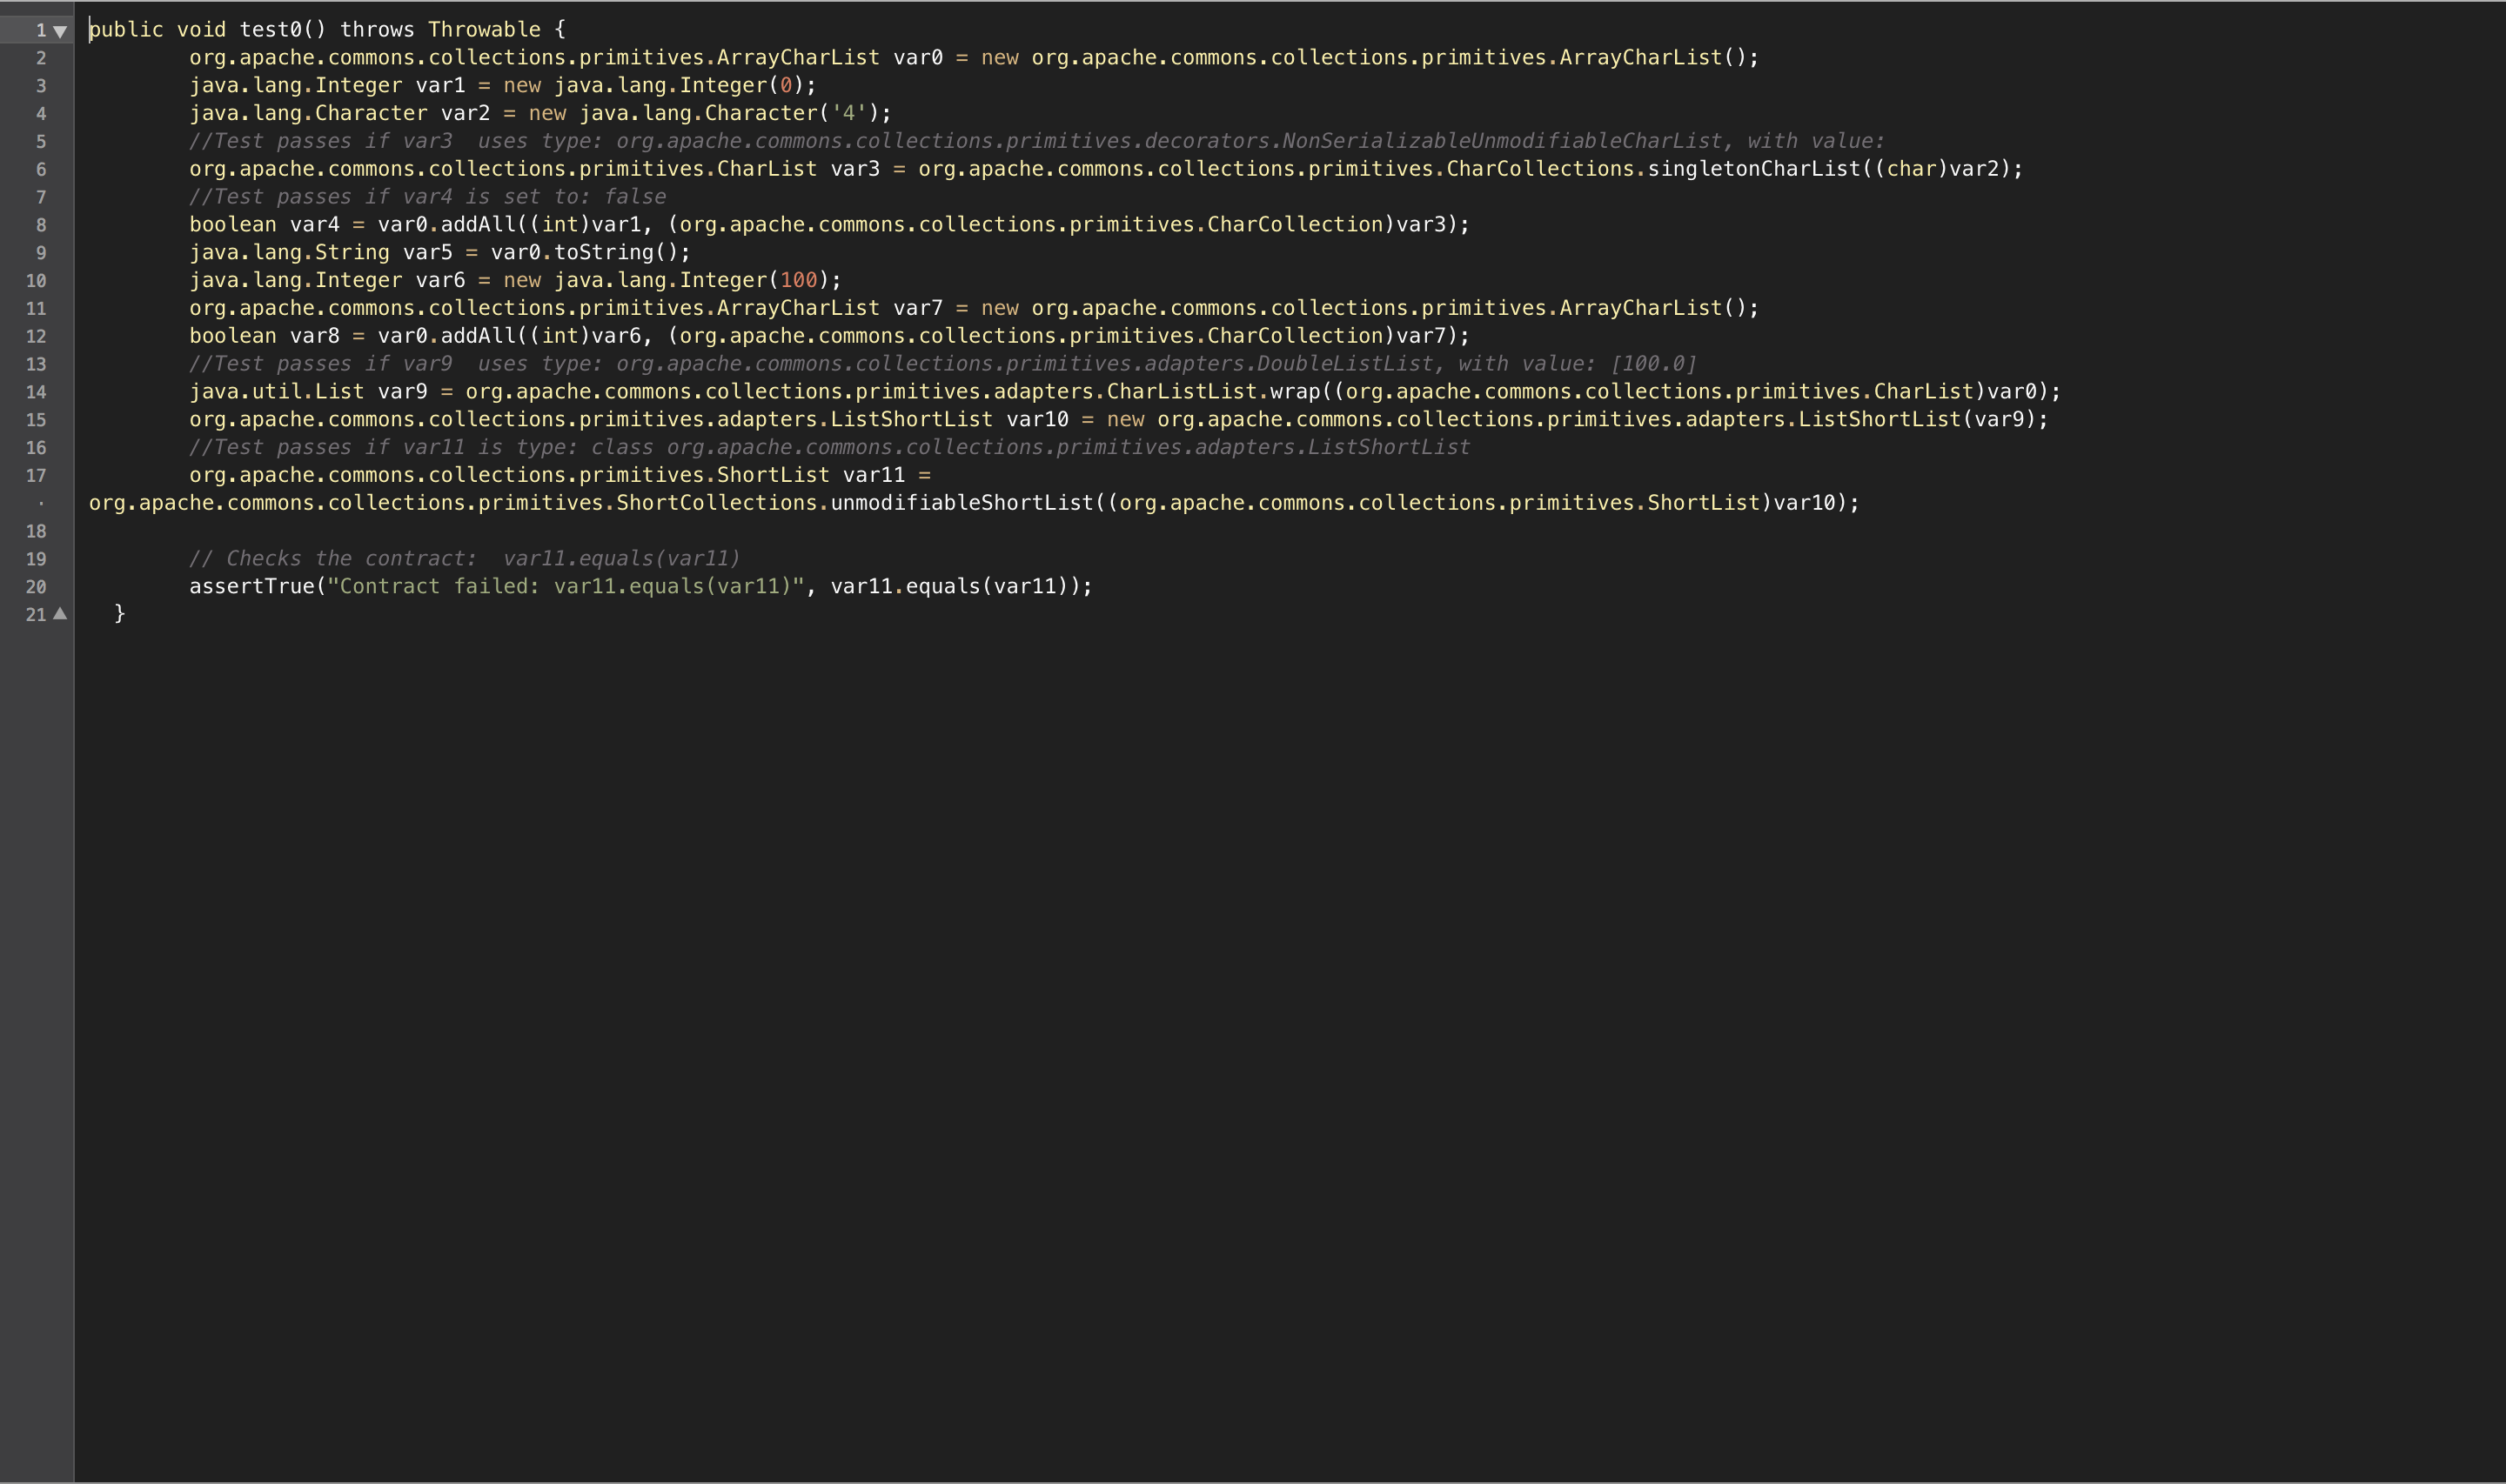 1 public void test0() throws Throwable {
2 org.apache.commons.collections.primitives.ArrayCharList var0 = new org.apache.commons.collections.primitives.ArrayCharList();
3 java.lang.Integer var1 = new java.lang.Integer(0);
4 java.lang.Character var2 = new java.lang.Character('4');
5 //Test passes if var3  uses type: org.apache.commons.collections.primitives.decorators.NonSerializableUnmodifiableCharList, with value:
6 org.apache.commons.collections.primitives.CharList var3 = org.apache.commons.collections.primitives.CharCollections.singletonCharList((char)var2);
7 //Test passes if var4 is set to: false
8 boolean var4 = var0.addAll((int)var1, (org.apache.commons.collections.primitives.CharCollection)var3);
9 java.lang.String var5 = var0.toString();
10 java.lang.Integer var6 = new java.lang.Integer(100);
11 org.apache.commons.collections.primitives.ArrayCharList var7 = new org.apache.commons.collections.primitives.ArrayCharList();
12 boolean var8 = var0.addAll((int)var6, (org.apache.commons.collections.primitives.CharCollection)var7);
13 //Test passes if var9  uses type: org.apache.commons.collections.primitives.adapters.DoubleListList, with value: [100.0]
14 java.util.List var9 = org.apache.commons.collections.primitives.adapters.CharListList.wrap((org.apache.commons.collections.primitives.CharList)var0);
15 org.apache.commons.collections.primitives.adapters.ListShortList var10 = new org.apache.commons.collections.primitives.adapters.ListShortList(var9);
16 //Test passes if var11 is type: class org.apache.commons.collections.primitives.adapters.ListShortList
17 org.apache.commons.collections.primitives.ShortList var11 =
· org.apache.commons.collections.primitives.ShortCollections.unmodifiableShortList((org.apache.commons.collections.primitives.ShortList)var10);
18
19 // Checks the contract:  var11.equals(var11)
20 assertTrue("Contract failed: var11.equals(var11)", var11.equals(var11));
21 }